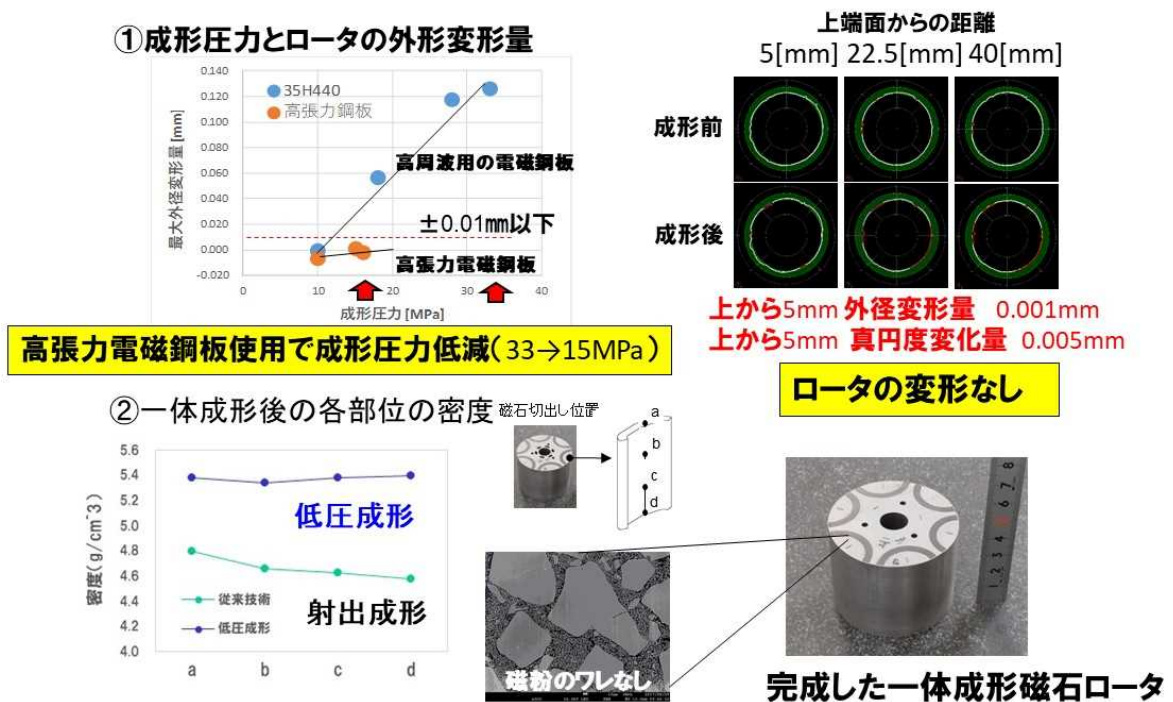 ①成形圧力とロータの外形変形量
最大外径変形量 [mm]
0.140
0.120
0.100
0.080
0.060
0.040
0.020
0.000
-0.020
35H440
高張力鋼板
高周波用の電磁鋼板
±0.01mm以下
高張力電磁鋼板
0 10 20 30 40
成形圧力 [MPa]
高張力電磁鋼板使用で成形圧力低減(33→15MPa)
上端面からの距離
5[mm] 22.5[mm] 40[mm]
成形前
成形後
上から5mm 外径変形量 0.001mm
上から5mm 真円度変化量 0.005mm
ロータの変形なし
②一体成形後の各部位の密度
磁石切出し位置
a
b
c
d
密度(g/cm^3)
5.6
5.4
5.2
5.0
4.8
4.6
4.4
4.2
4.0
低圧成形
従来技術
低圧成形
射出成形
a b c d
磁粉のワレなし
1 2 3 4 5 6 7 8
完成した一体成形磁石ロータ